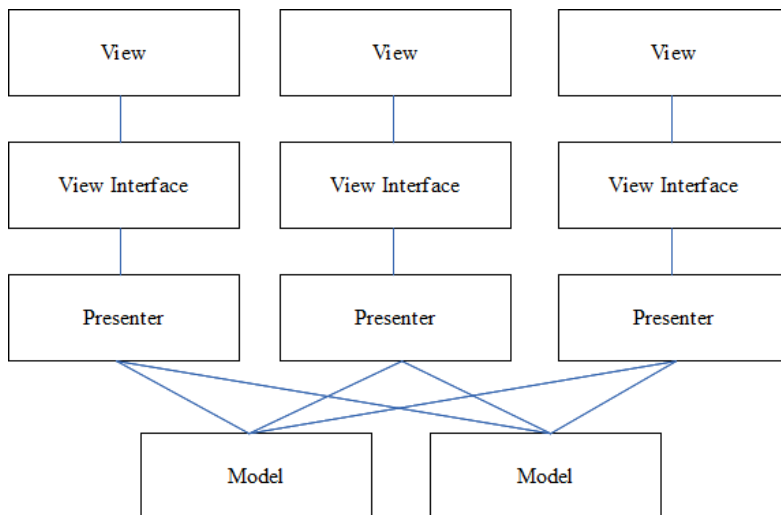 View
View
View
View Interface
View Interface
View Interface
Presenter
Presenter
Presenter
Model
Model